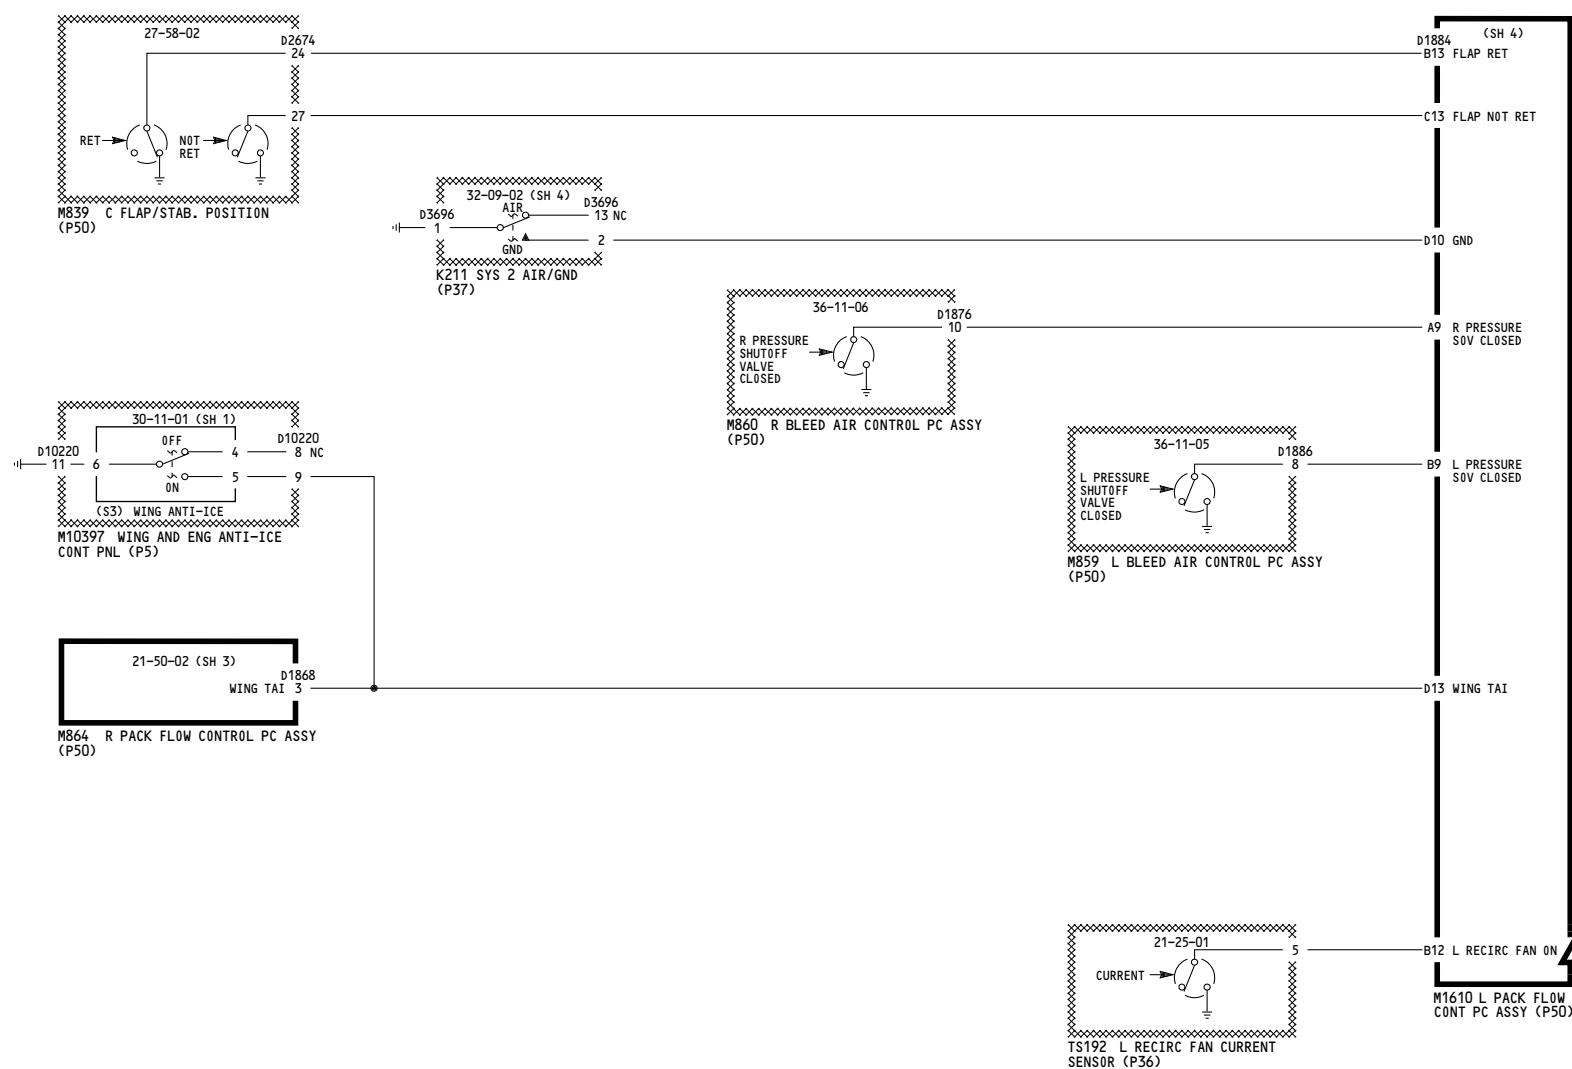 27-58-02
D2674
24
27
RET
NOT
RET
M839 C FLAP/STAB. POSITION
(P50)
32-09-02 (SH 4)
AIR
D3696
D3696
13 NC
1
2
GND
K211 SYS 2 AIR/GND
(P37)
36-11-06
D1876
10
R PRESSURE
SHUTOFF
VALVE
CLOSED
M860 R BLEED AIR CONTROL PC ASSY
(P50)
30-11-01 (SH 1)
OFF
D10220
D10220
4
8 NC
11
6
5
9
ON
(S3) WING ANTI-ICE
M10397 WING AND ENG ANTI-ICE
CONT PNL (P5)
36-11-05
D1886
8
L PRESSURE
SHUTOFF
VALVE
CLOSED
M859 L BLEED AIR CONTROL PC ASSY
(P50)
21-50-02 (SH 3)
D1868
WING TAI 3
M864 R PACK FLOW CONTROL PC ASSY
(P50)
21-25-01
5
CURRENT
TS192 L RECIRC FAN CURRENT
SENSOR (P36)
(SH 4)
D1884
B13 FLAP RET
C13 FLAP NOT RET
D10 GND
A9 R PRESSURE
SOV CLOSED
B9 L PRESSURE
SOV CLOSED
D13 WING TAI
B12 L RECIRC FAN ON
M1610 L PACK FLOW
CONT PC ASSY (P50)